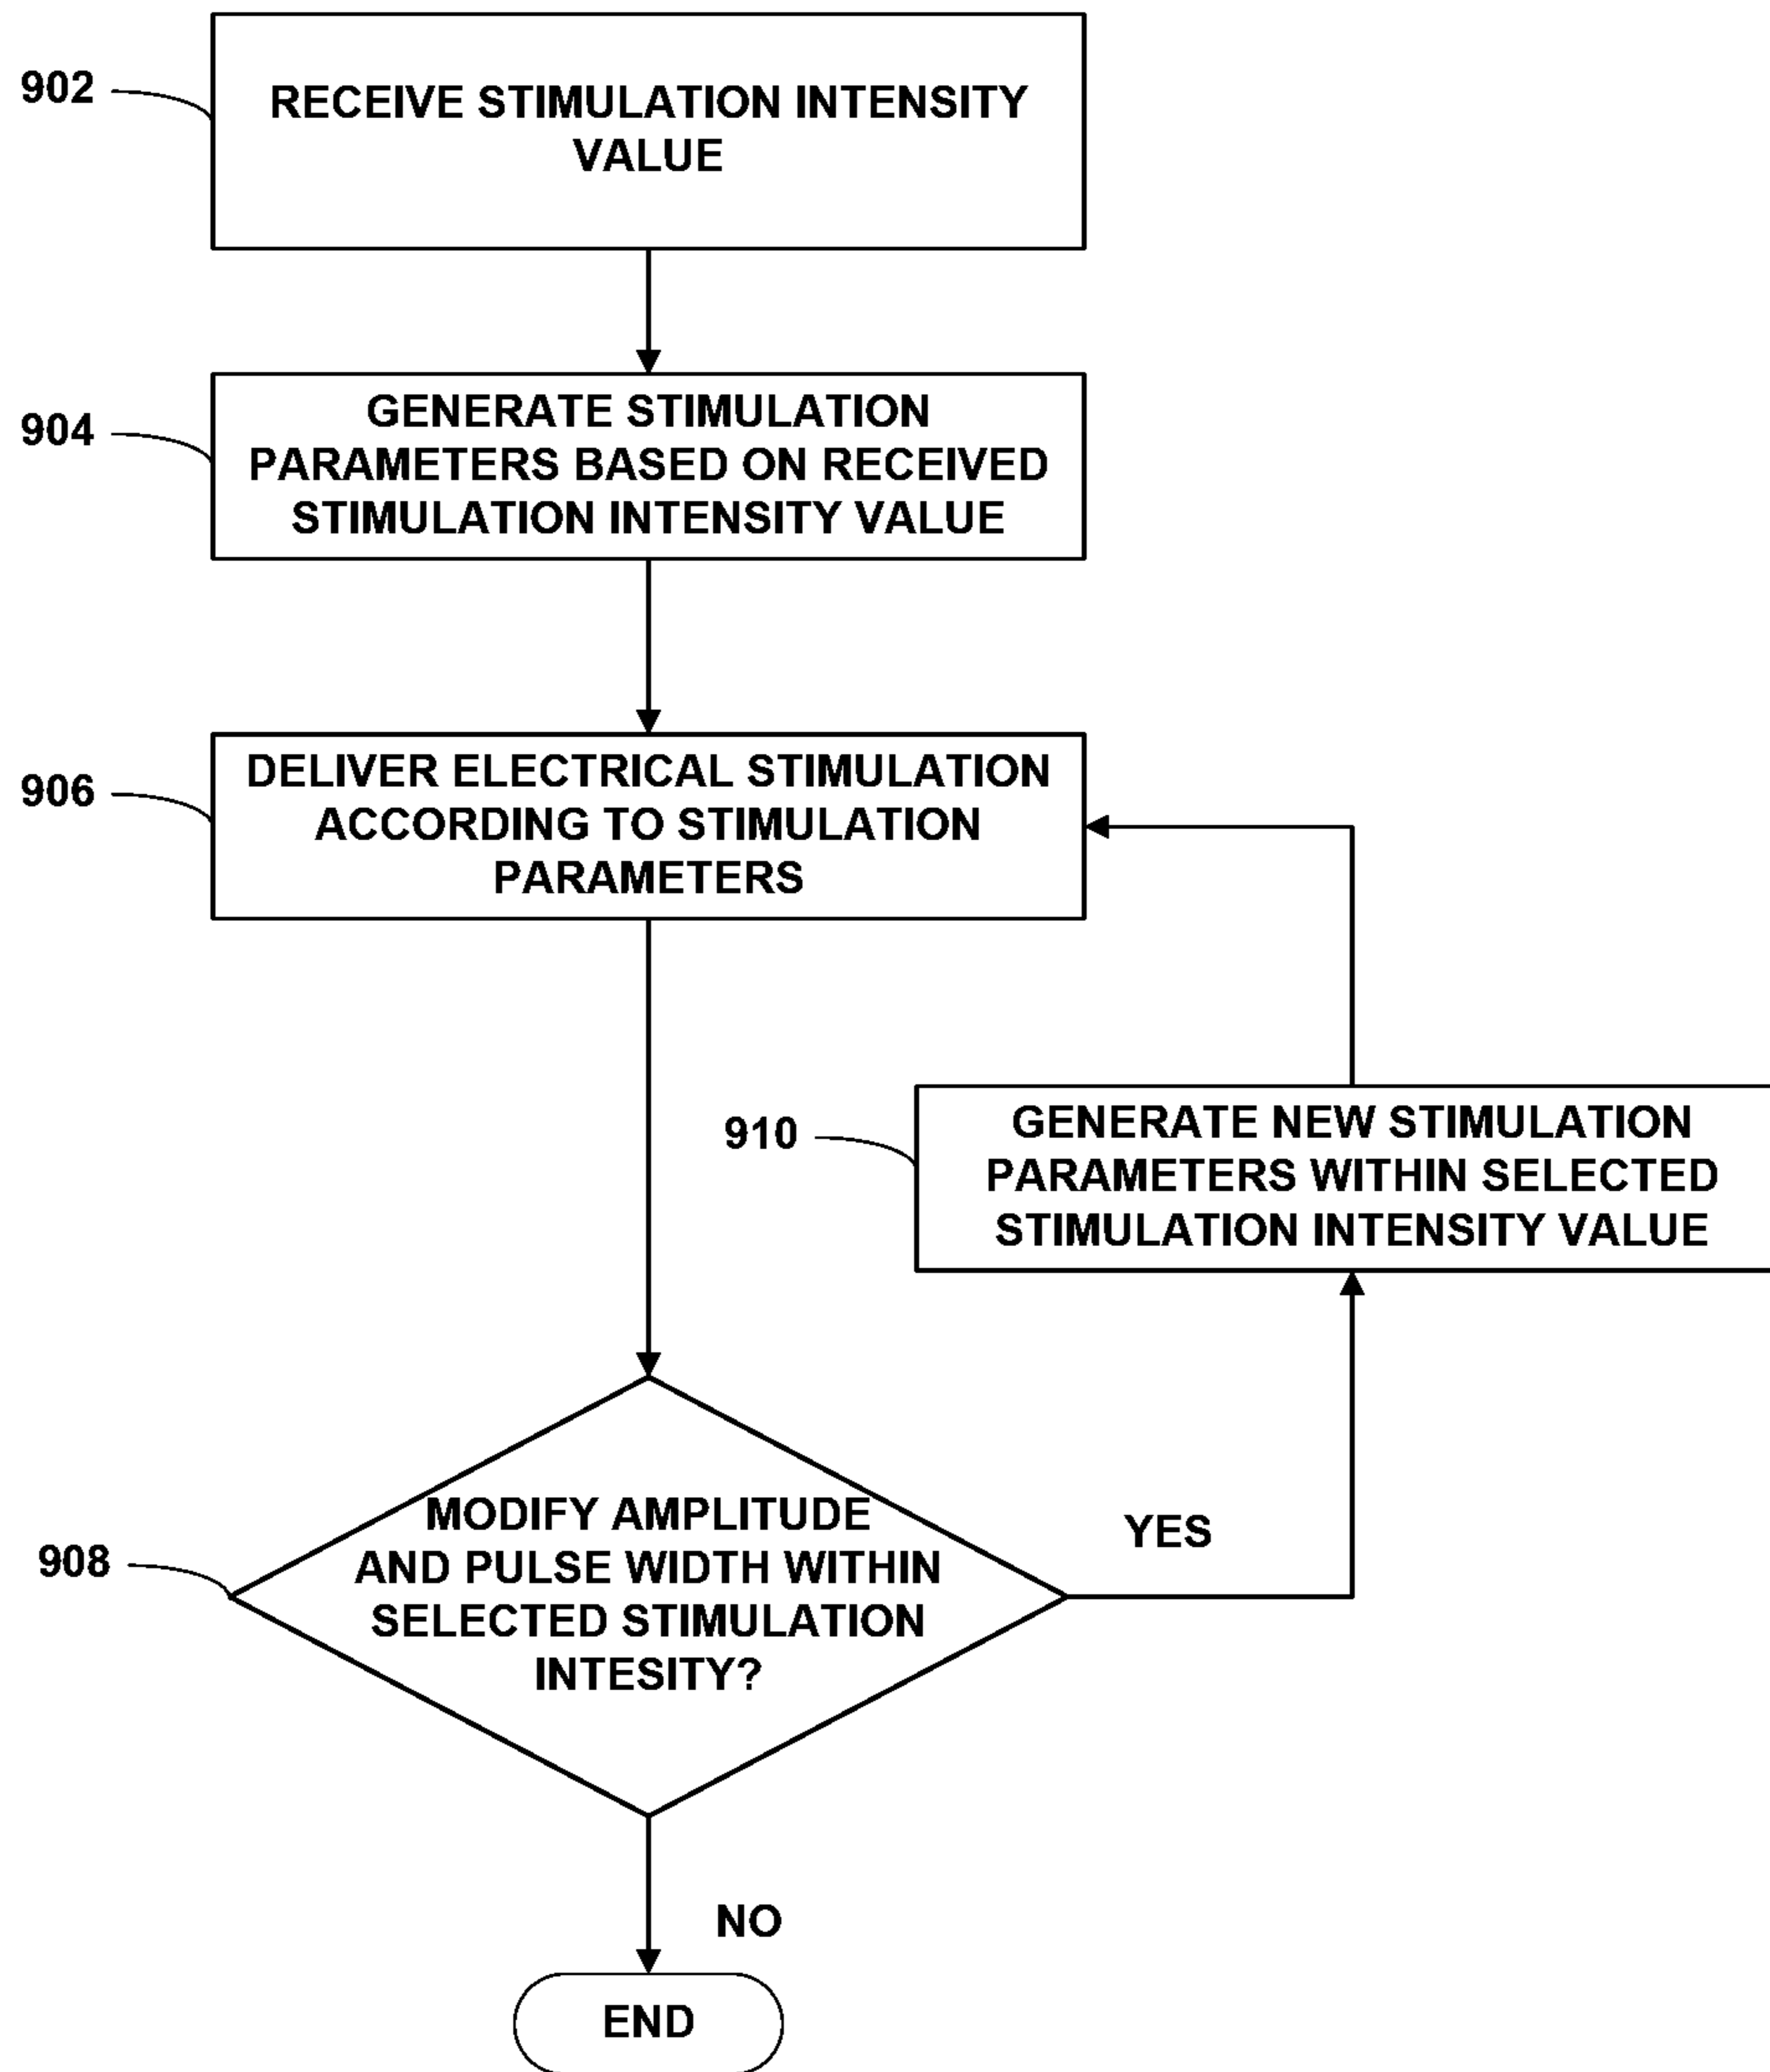 902
RECEIVE STIMULATION INTENSITY
VALUE
904
GENERATE STIMULATION
PARAMETERS BASED ON RECEIVED
STIMULATION INTENSITY VALUE
906
DELIVER ELECTRICAL STIMULATION
ACCORDING TO STIMULATION
PARAMETERS
910
GENERATE NEW STIMULATION
PARAMETERS WITHIN SELECTED
STIMULATION INTENSITY VALUE
908
MODIFY AMPLITUDE
AND PULSE WIDTH WITHIN
SELECTED STIMULATION
INTESITY?
YES
NO
END